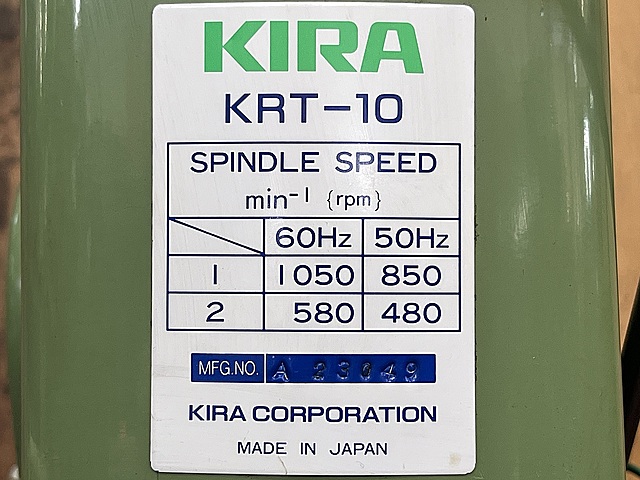 KIRA
KRT-10
SPINDLE SPEED
min-1 {rpm}
60Hz 50Hz
1 1050 850
2 580 480
MFG.NO. A
KIRA CORPORATION
MADE IN JAPAN